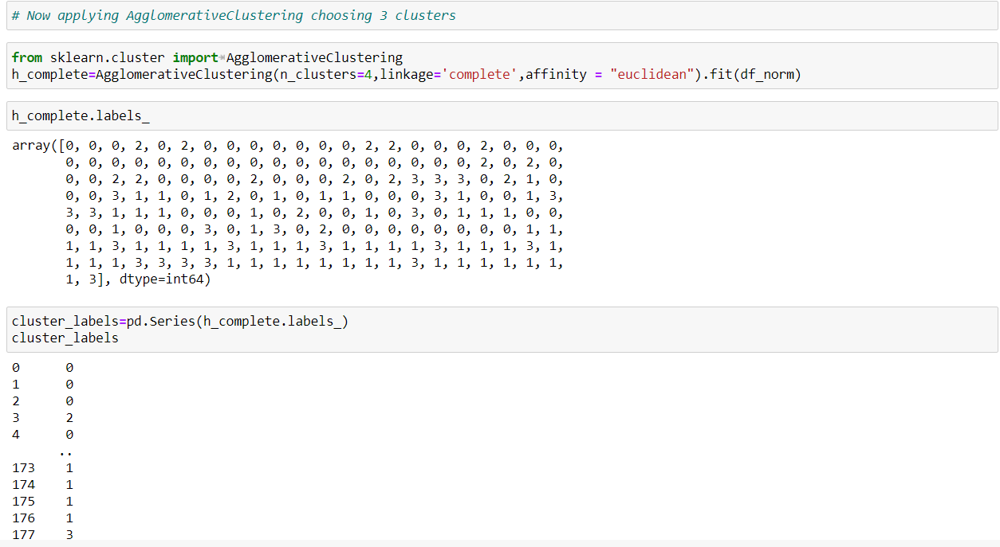 # Now applying AgglomerativeClustering choosing 3 clusters
from sklearn.cluster import AgglomerativeClustering
h_complete=AgglomerativeClustering(n_clusters=4,linkage='complete',affinity = "euclidean").fit(df_norm)
h_complete.labels_
array([0, 0, 0, 2, 0, 2, 0, 0, 0, 0, 0, 0, 0, 2, 2, 0, 0, 0, 2, 0, 0, 0,
0, 0, 0, 0, 0, 0, 0, 0, 0, 0, 0, 0, 0, 0, 0, 0, 2, 0, 2, 0,
0, 0, 2, 2, 0, 0, 0, 0, 2, 0, 0, 0, 2, 0, 2, 3, 3, 3, 0, 2, 1, 0,
0, 0, 3, 1, 1, 0, 1, 2, 0, 1, 0, 1, 1, 0, 0, 0, 3, 1, 0, 0, 1, 3,
3, 3, 1, 1, 1, 0, 0, 0, 1, 0, 2, 0, 0, 1, 0, 3, 0, 1, 1, 1, 0, 0,
0, 0, 1, 0, 0, 0, 3, 0, 1, 3, 0, 2, 0, 0, 0, 0, 0, 0, 0, 0, 1, 1,
1, 1, 3, 1, 1, 1, 1, 3, 1, 1, 1, 3, 1, 1, 1, 1, 3, 1, 1, 1, 3, 1,
1, 1, 1, 3, 3, 3, 3, 1, 1, 1, 1, 1, 1, 1, 1, 3, 1, 1, 1, 1, 1, 1,
1, 3], dtype=int64)
cluster_labels=pd.Series(h_complete.labels_)
cluster_labels
0 0
1 0
2 0
3 2
4 0
..
173 1
174 1
175 1
176 1
177 3